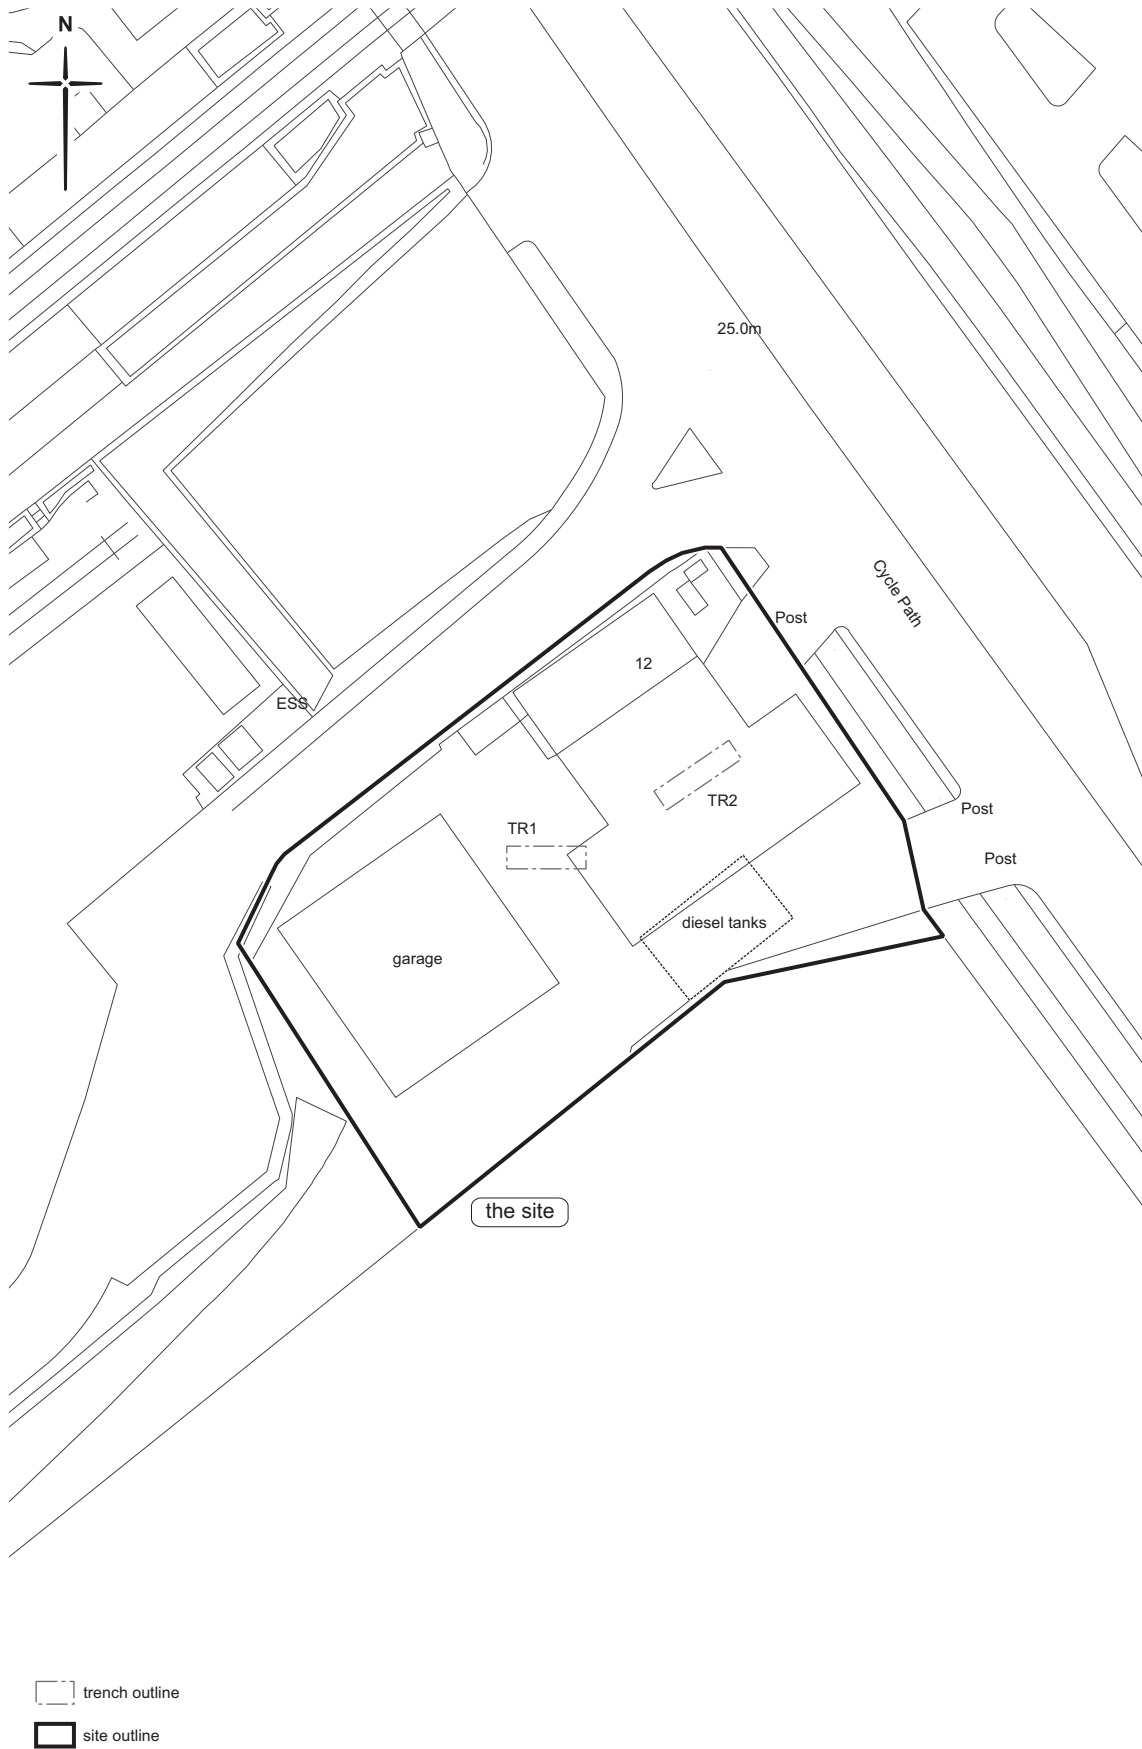 N
25.0m
Cycle Path
Post
12
ESS
TR2
Post
TR1
Post
diesel tanks
garage
the site
trench outline
site outline